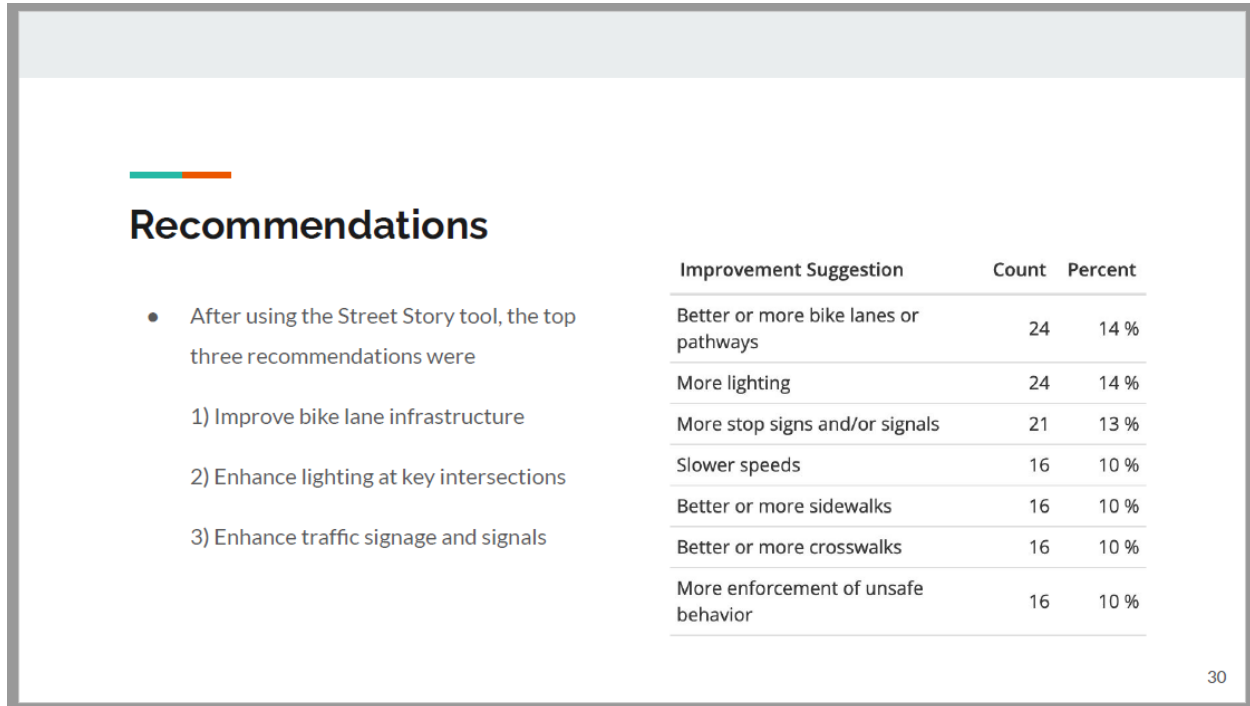 Recommendations
● After using the Street Story tool, the top
three recommendations were
1) Improve bike lane infrastructure
2) Enhance lighting at key intersections
3) Enhance traffic signage and signals
Improvement Suggestion Count Percent
Better or more bike lanes or
pathways 24 14 %
More lighting 24 14 %
More stop signs and/or signals 21 13 %
Slower speeds 16 10 %
Better or more sidewalks 16 10 %
Better or more crosswalks 16 10 %
More enforcement of unsafe
behavior 16 10 %
30